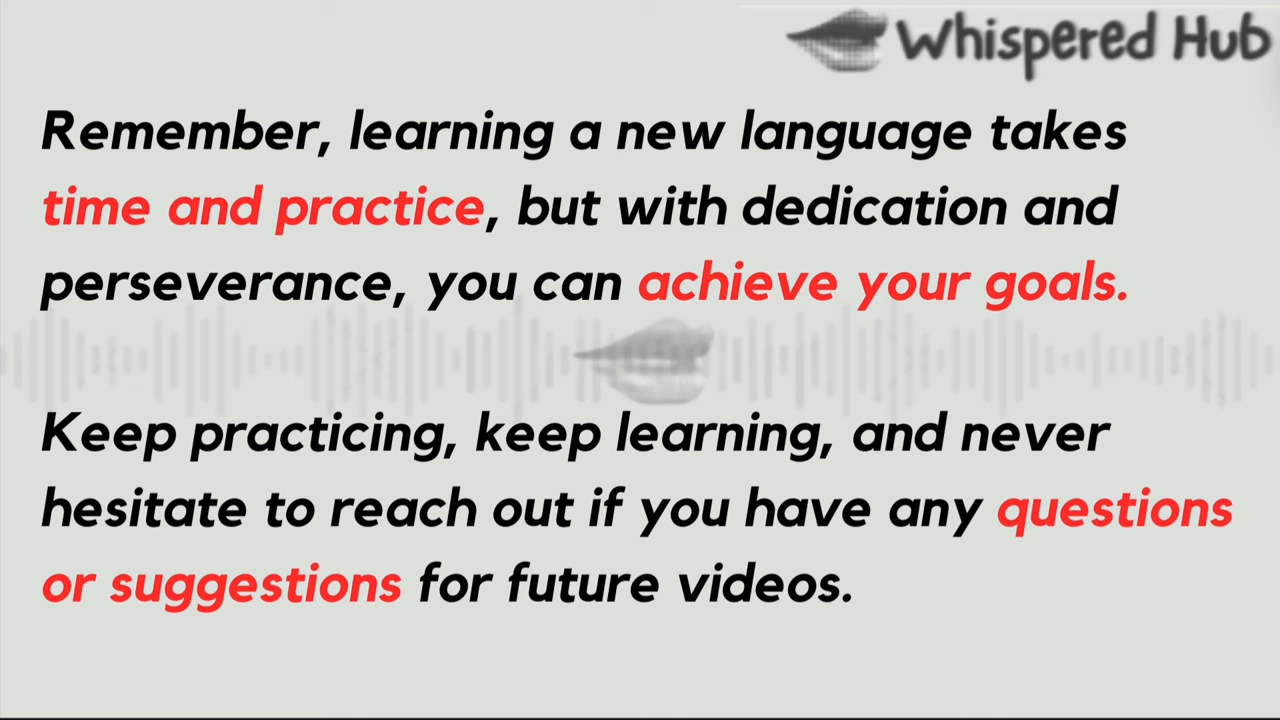 Whispered Hub
Remember, learning a new language takes
time and practice, but with dedication and
perseverance, you can achieve your goals.
Keep practicing, keep learning, and never
hesitate to reach out if you have any questions
or suggestions for future videos.